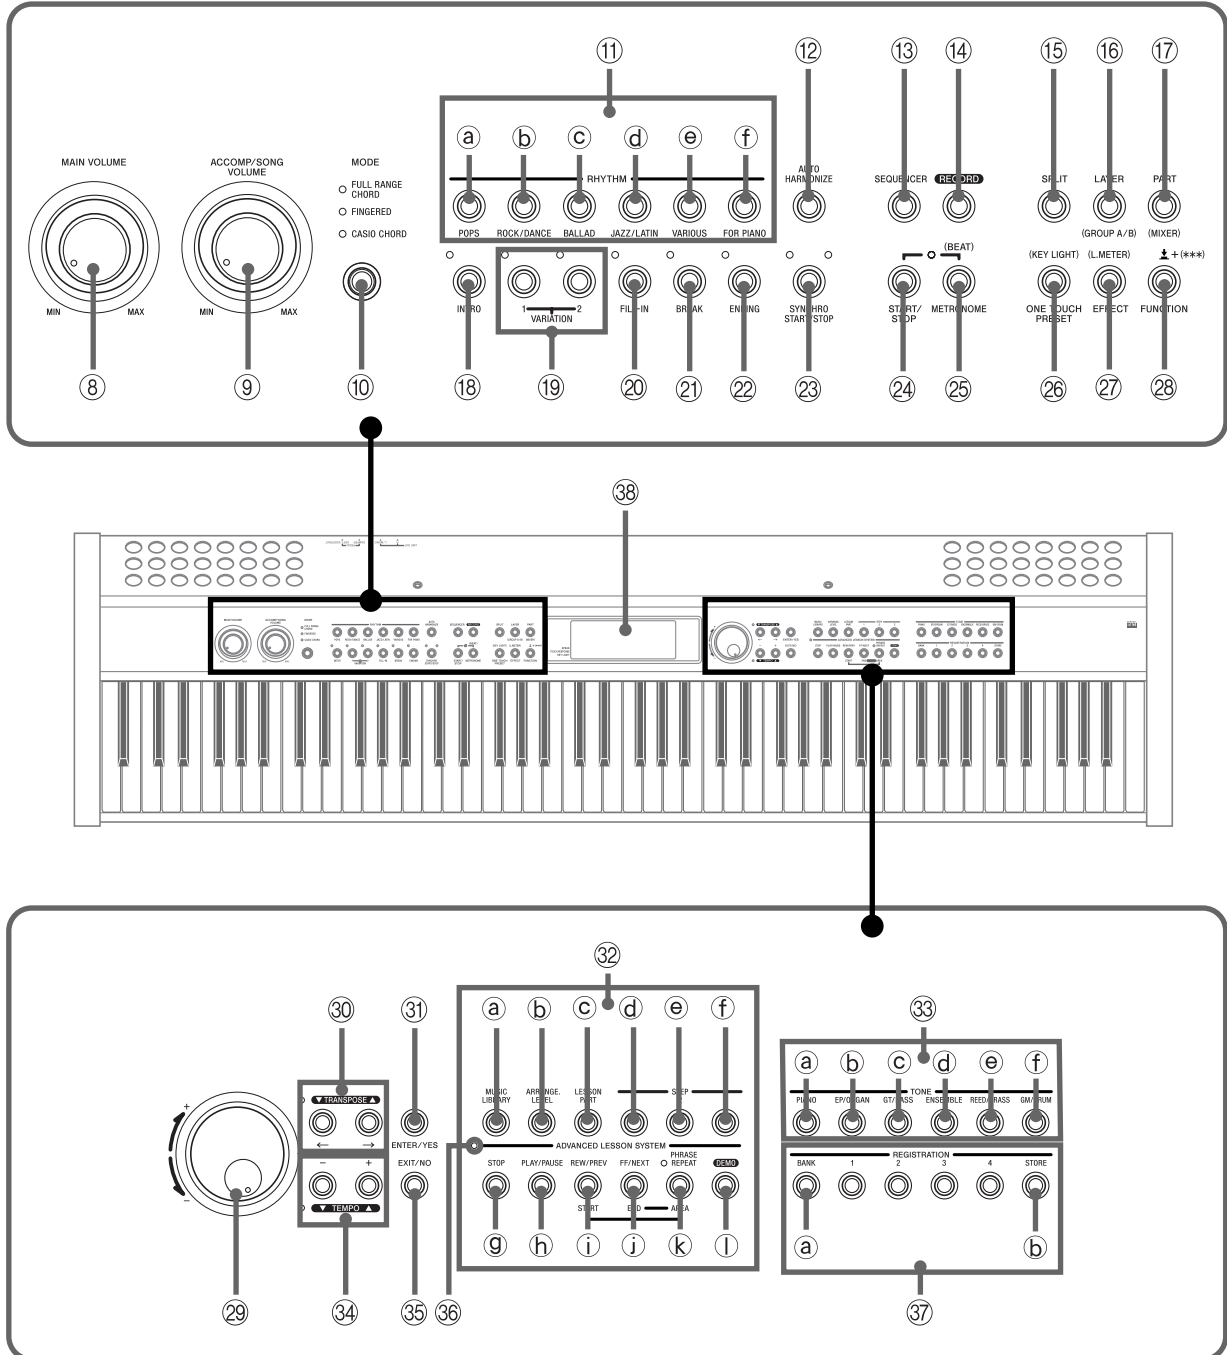 ⑪ ⑫ ⑬ ⑭ ⑮ ⑯ ⑰
ⓐ ⓑ ⓒ ⓓ ⓔ ⓕ
MAIN VOLUME
ACCOMP/SONG
VOLUME
MODE
FULL RANGE
CHORD
FINGERED
CASIO CHORD
RHYTHM
AUTO
HARMONIZE
SEQUENCER RECORD
SPLIT LAYER PART
POPS ROCK/DANCE BALLAD JAZZ/LATIN VARIOUS FOR PIANO
(GROUP A/B) (MIXER)
(BEAT)
(KEY LIGHT) (L.METER) +(***)
MIN MAX
MIN MAX
INTRO
1 2
VARIATION
FILL-IN
BREAK
ENDING
SYNCHRO
START/STOP
START/
STOP
METRONOME
ONE TOUCH
PRESET
EFFECT
FUNCTION
⑧ ⑨ ⑩ ⑱ ⑲ ⑳ ㉑ ㉒ ㉓ ㉔ ㉕ ㉖ ㉗ ㉘
㊳
㉜
㉚ ㉛ ㉝
ⓐ ⓑ ⓒ ⓓ ⓔ ⓕ
ⓐ ⓑ ⓒ ⓓ ⓔ ⓕ
▼ TRANSPOSE ▲
← →
ENTER/YES
MUSIC
LIBRARY
ARRANGE.
LEVEL
LESSON
PART
STEP
TONE
PIANO EP/ORGAN GT/BASS ENSEMBLE REED/BRASS GM/DRUM
ADVANCED LESSON SYSTEM
REGISTRATION
+
−
− +
EXIT/NO
▼ TEMPO ▲
STOP PLAY/PAUSE REW/PREV FF/NEXT
PHRASE
REPEAT
DEMO
BANK 1 2 3 4 STORE
START END AREA
ⓖ ⓗ ⓘ ⓙ ⓚ ⓛ
ⓐ ⓑ
㉙ ㉞ ㉟ ㊱ ㊲